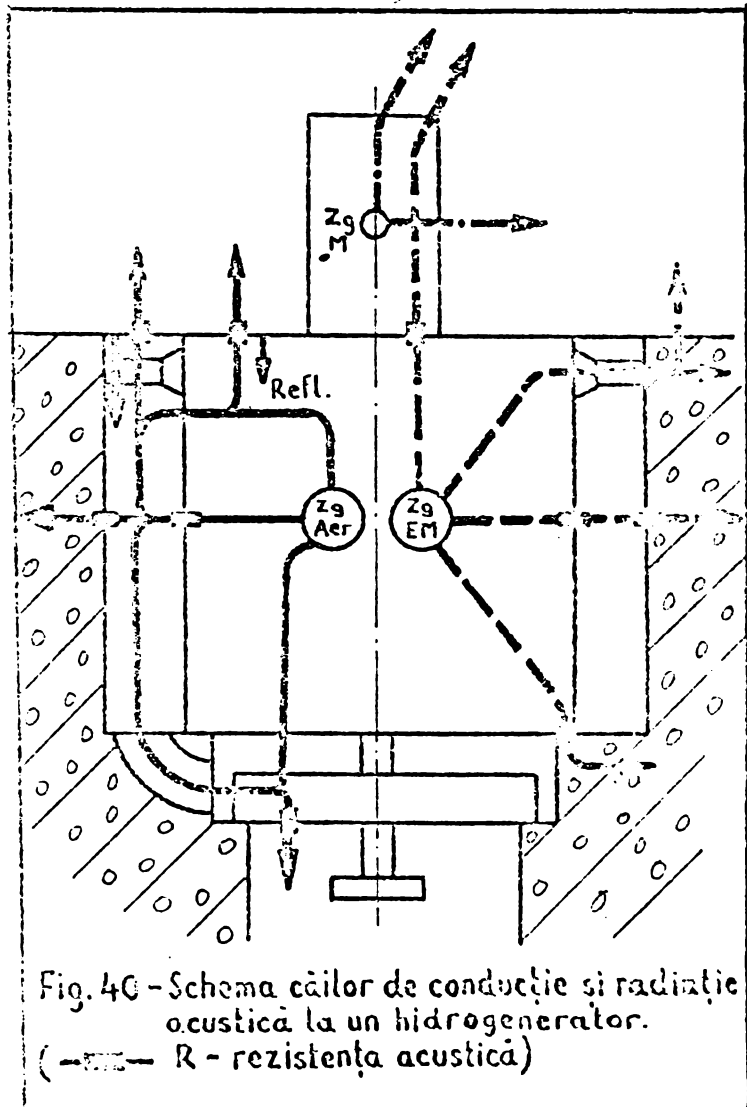 Zg
M
Refl.
Zg
Aer
Zg
EM
Fig. 40 - Schema căilor de conducție și radiație
acustică la un hidrogenerator.
( R - rezistența acustică)